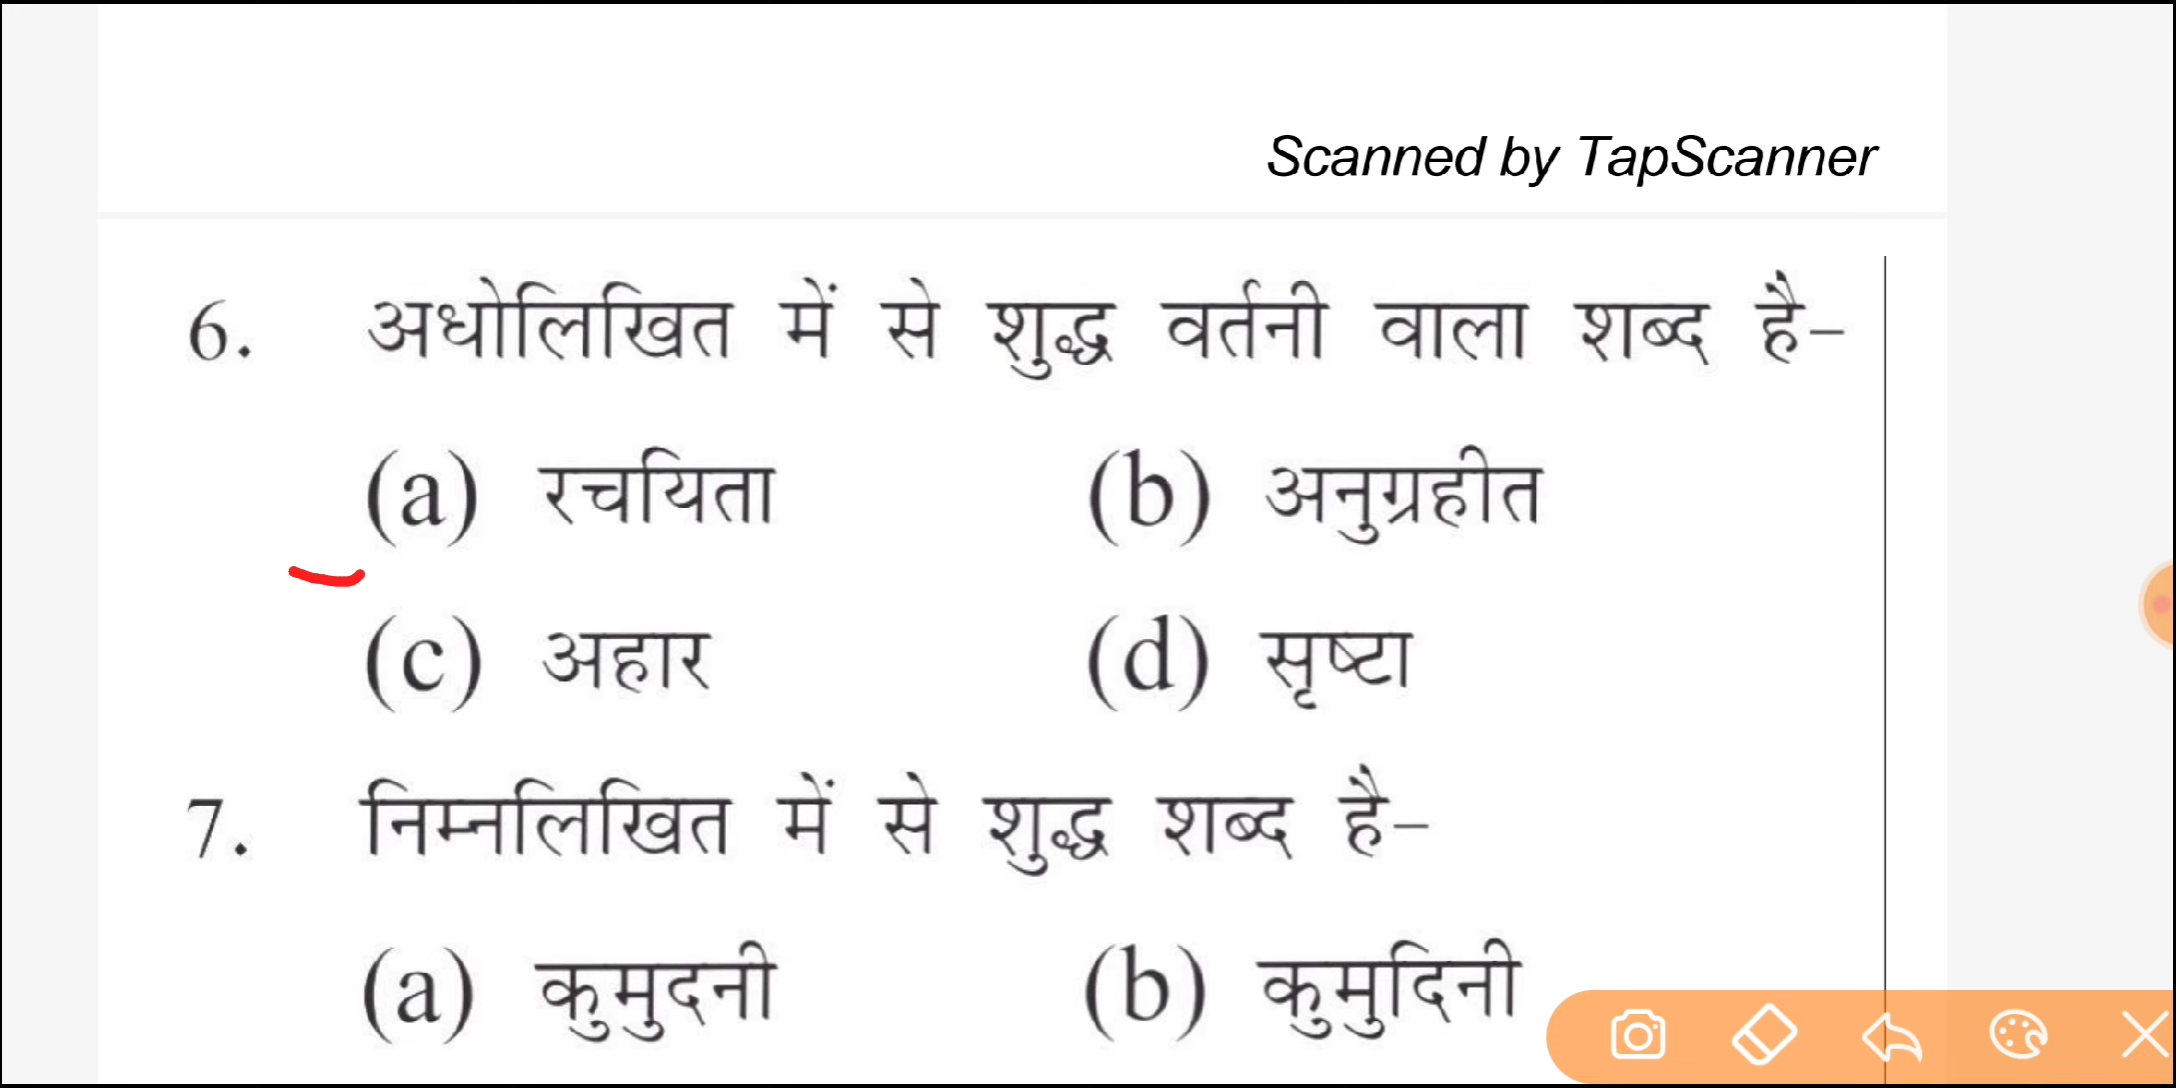 Scanned by TapScanner
6. अधोलिखित में से शुद्ध वर्तनी वाला शब्द है-
(a) रचयिता (b) अनुग्रहीत
(c) अहार (d) सृष्टा
7. निम्नलिखित में से शुद्ध शब्द है-
(a) कुमुदनी (b) कुमुदिनी